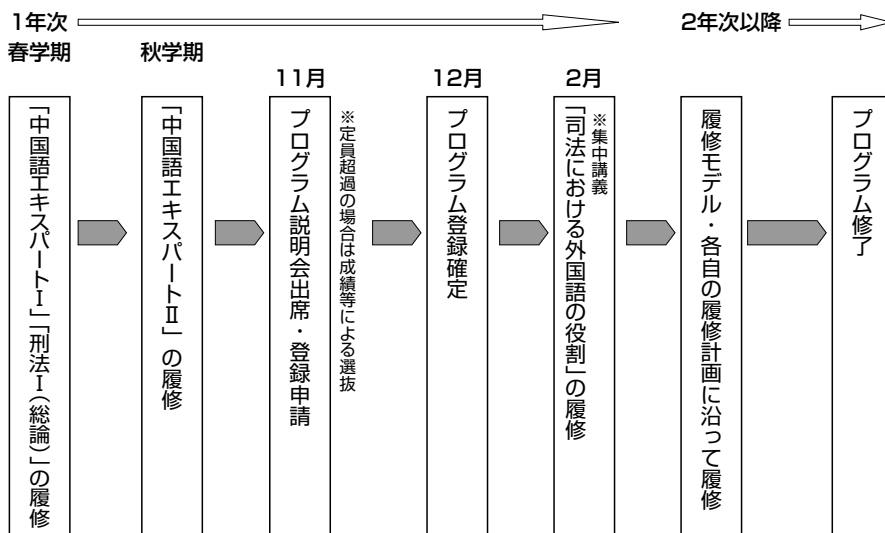 1年次
2年次以降
春学期
秋学期
11月
12月
2月
「中国語エキスパートⅠ」「刑法Ⅰ(総論)」の履修
「中国語エキスパートⅡ」の履修
プログラム説明会出席・登録申請
※定員超過の場合は成績等による選抜
プログラム登録確定
※集中講義
「司法における外国語の役割」の履修
履修モデル・各自の履修計画に沿って履修
プログラム修了